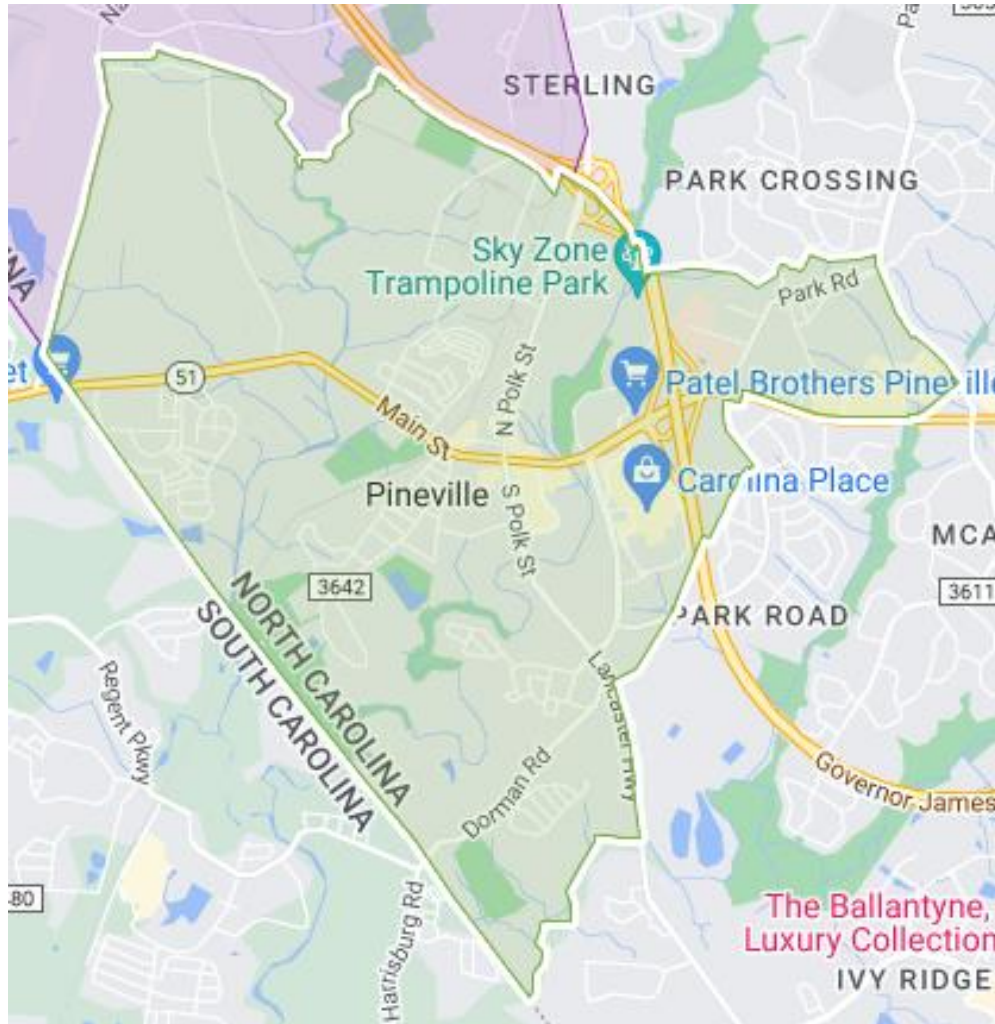 STERLING
PARK CROSSING
Sky Zone
Trampoline Park
Park Rd
51
Main St
N Polk St
Patel Brothers Pineville
Carolina Place
Pineville
S Polk St
MCA
3642
3611
PARK ROAD
NORTH CAROLINA
SOUTH CAROLINA
Regent Pkwy
Lancaster Hwy
Dorman Rd
Governor James
80
Harrisburg Rd
The Ballantyne,
Luxury Collection
IVY RIDGE